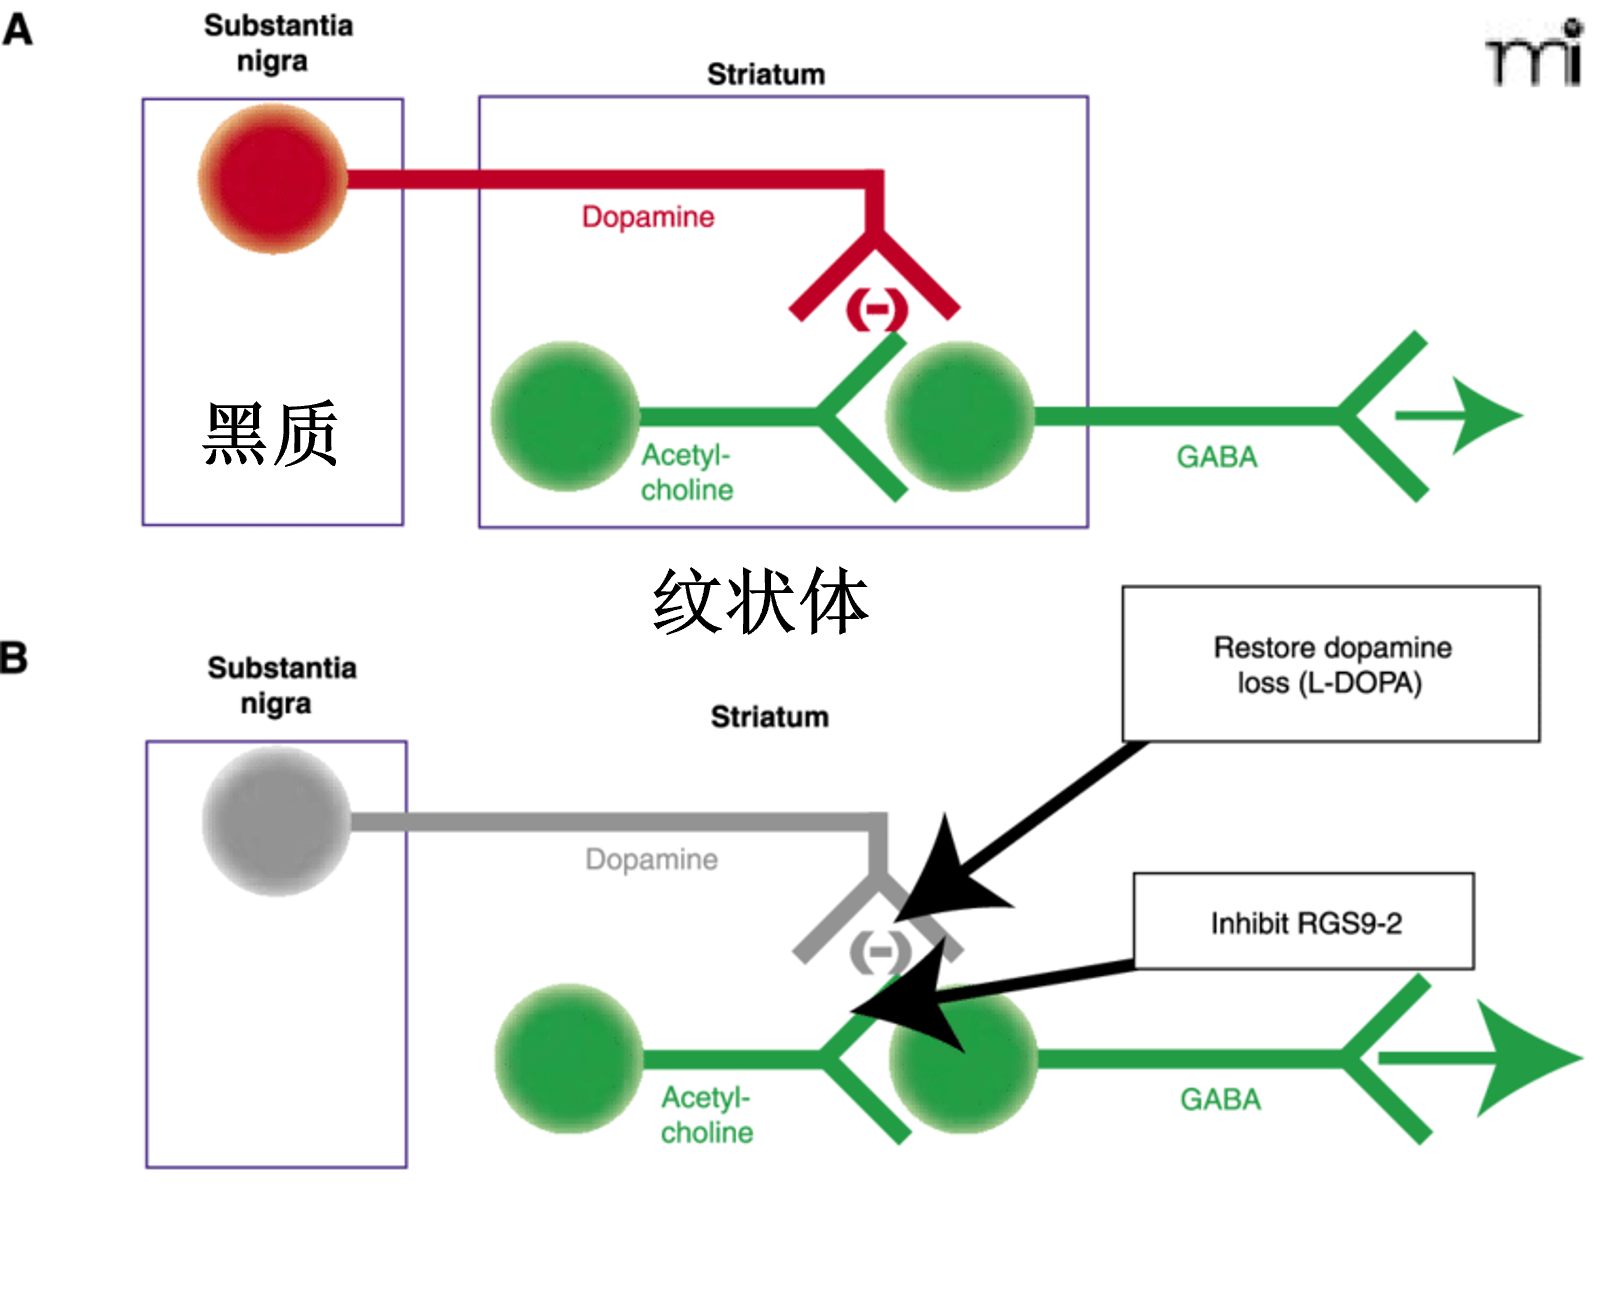 A
Substantia
nigra
Striatum
mi
Dopamine
(-)
Acetyl-
choline
GABA
黑质
纹状体
B
Substantia
nigra
Striatum
Restore dopamine
loss (L-DOPA)
Dopamine
(-)
Inhibit RGS9-2
Acetyl-
choline
GABA